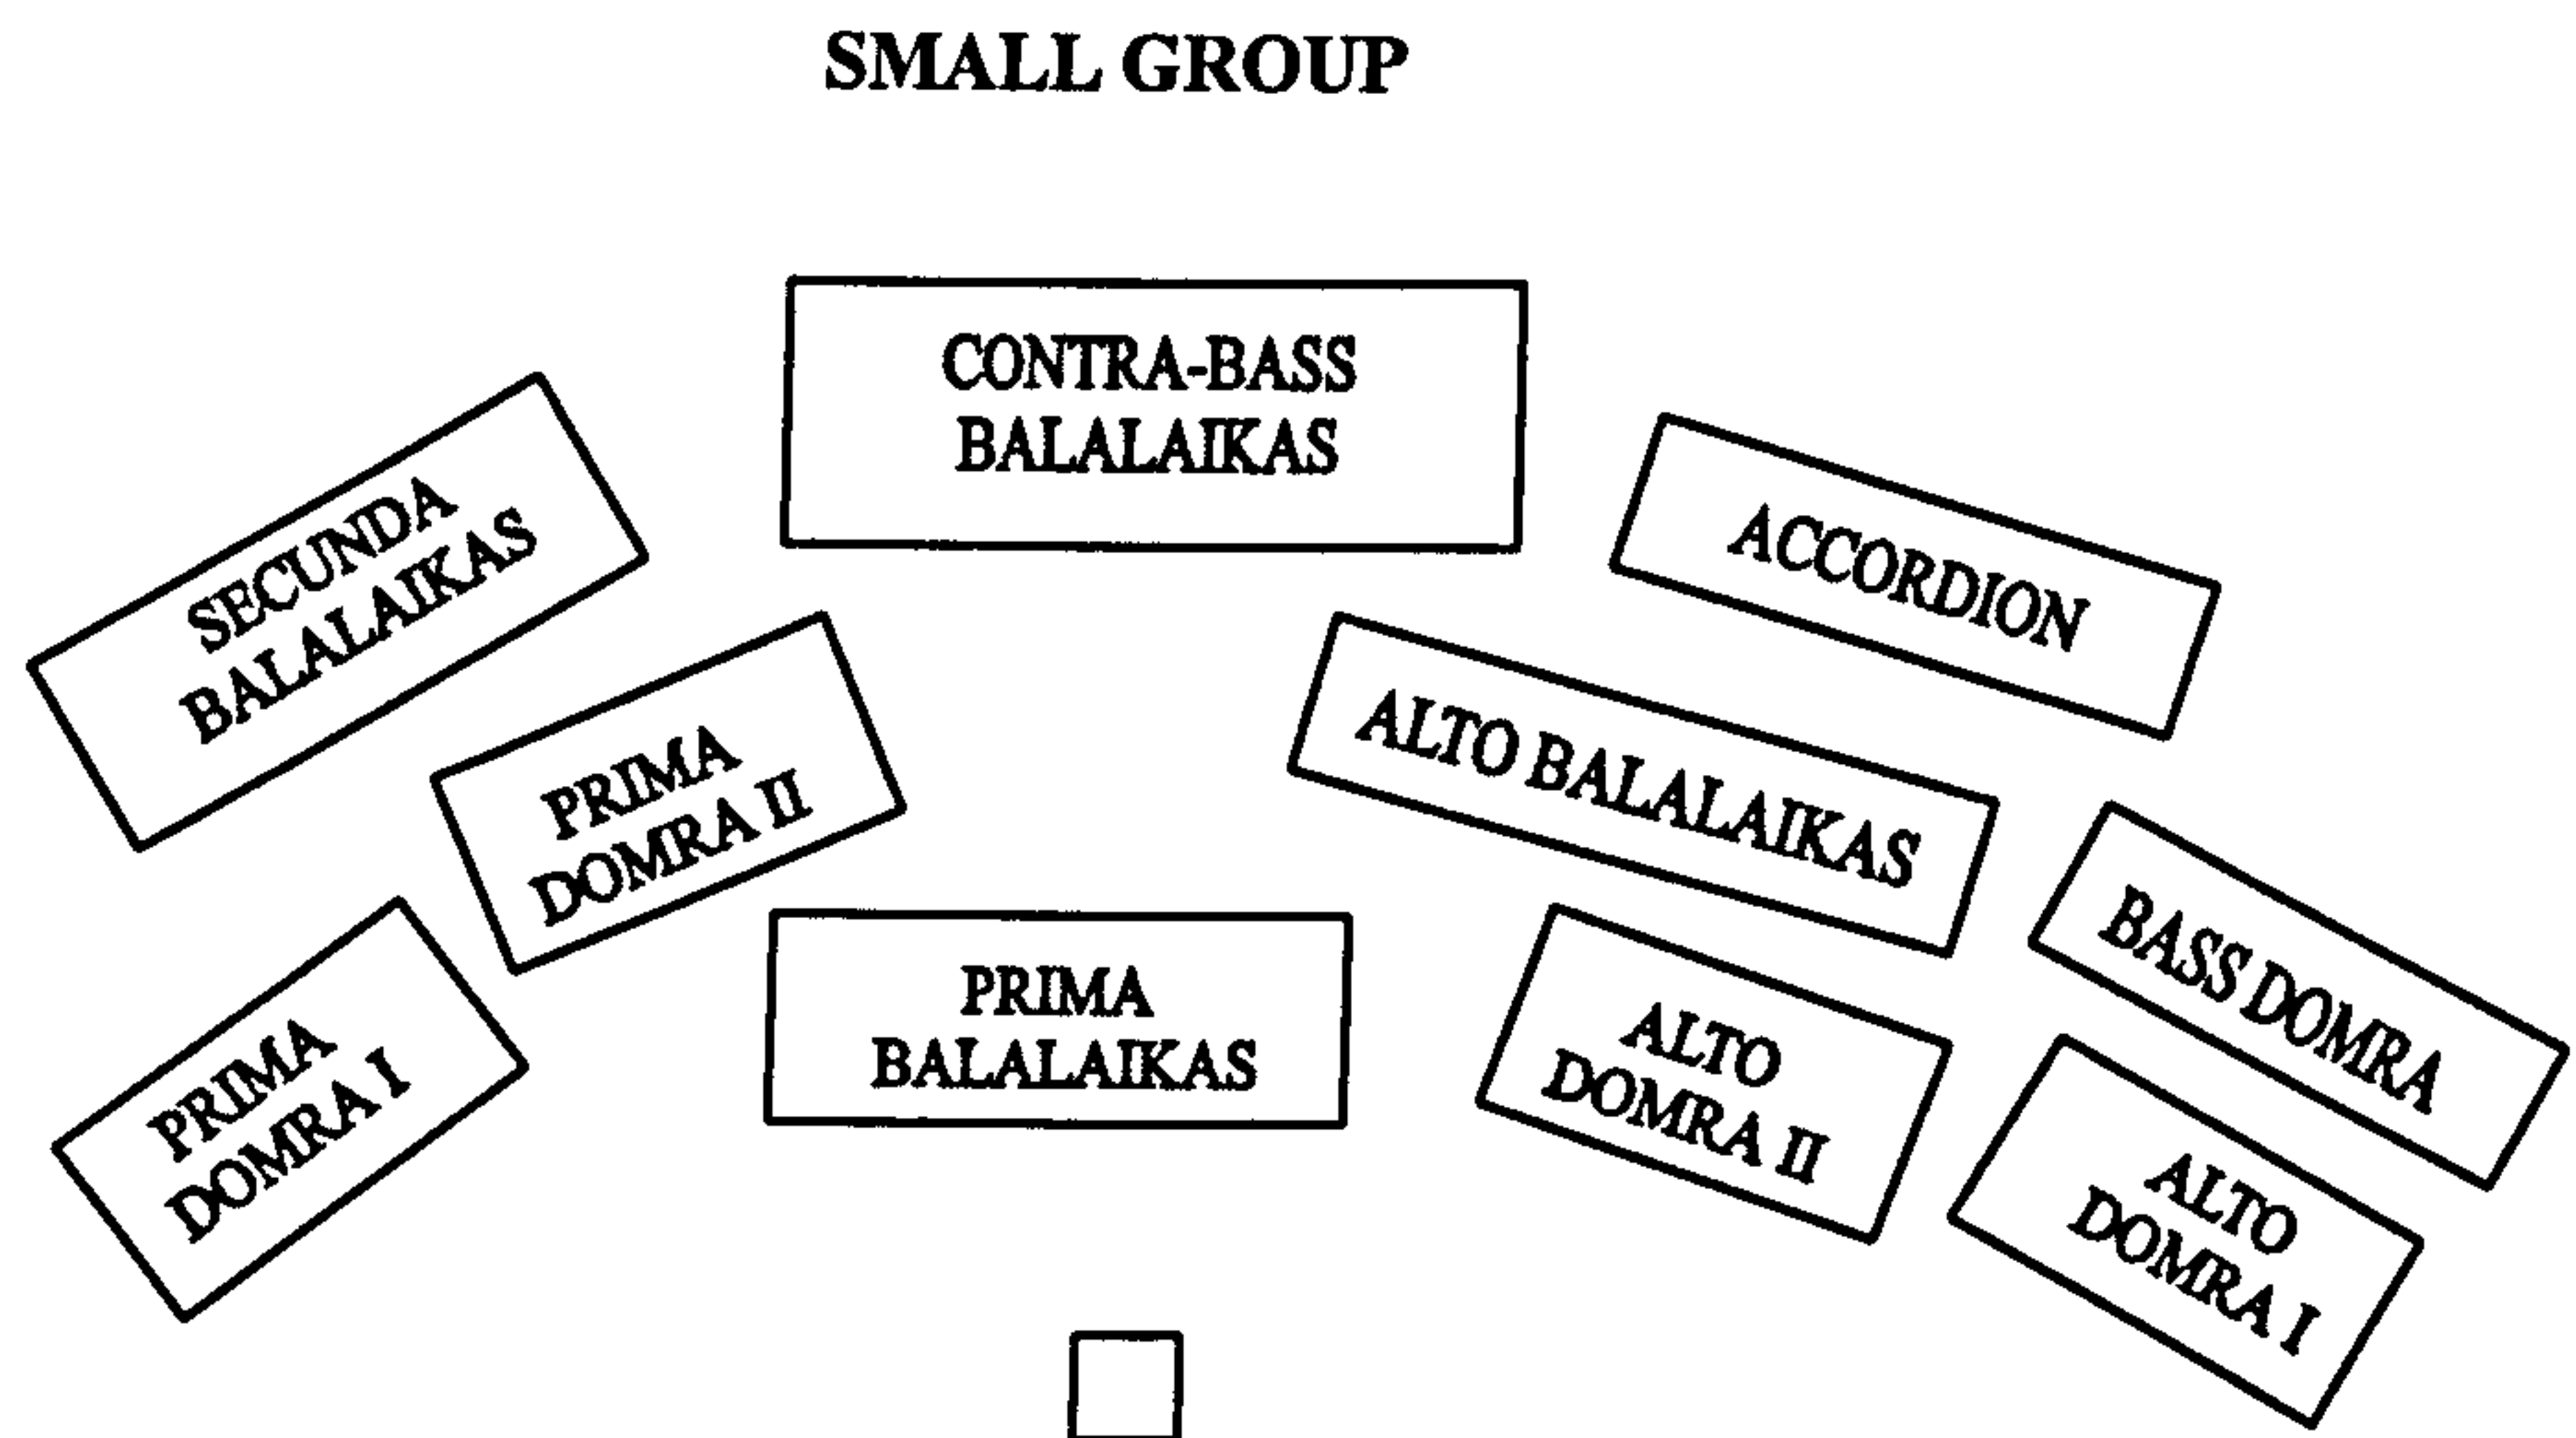 SMALL GROUP
CONTRA-BASS
BALALAIKAS
SECUNDA
BALALAIKAS
ACCORDION
PRIMA
DOMRA II
ALTO BALALAIKAS
BASS DOMRA
PRIMA
DOMRA I
PRIMA
BALALAIKAS
ALTO
DOMRA II
ALTO
DOMRA I